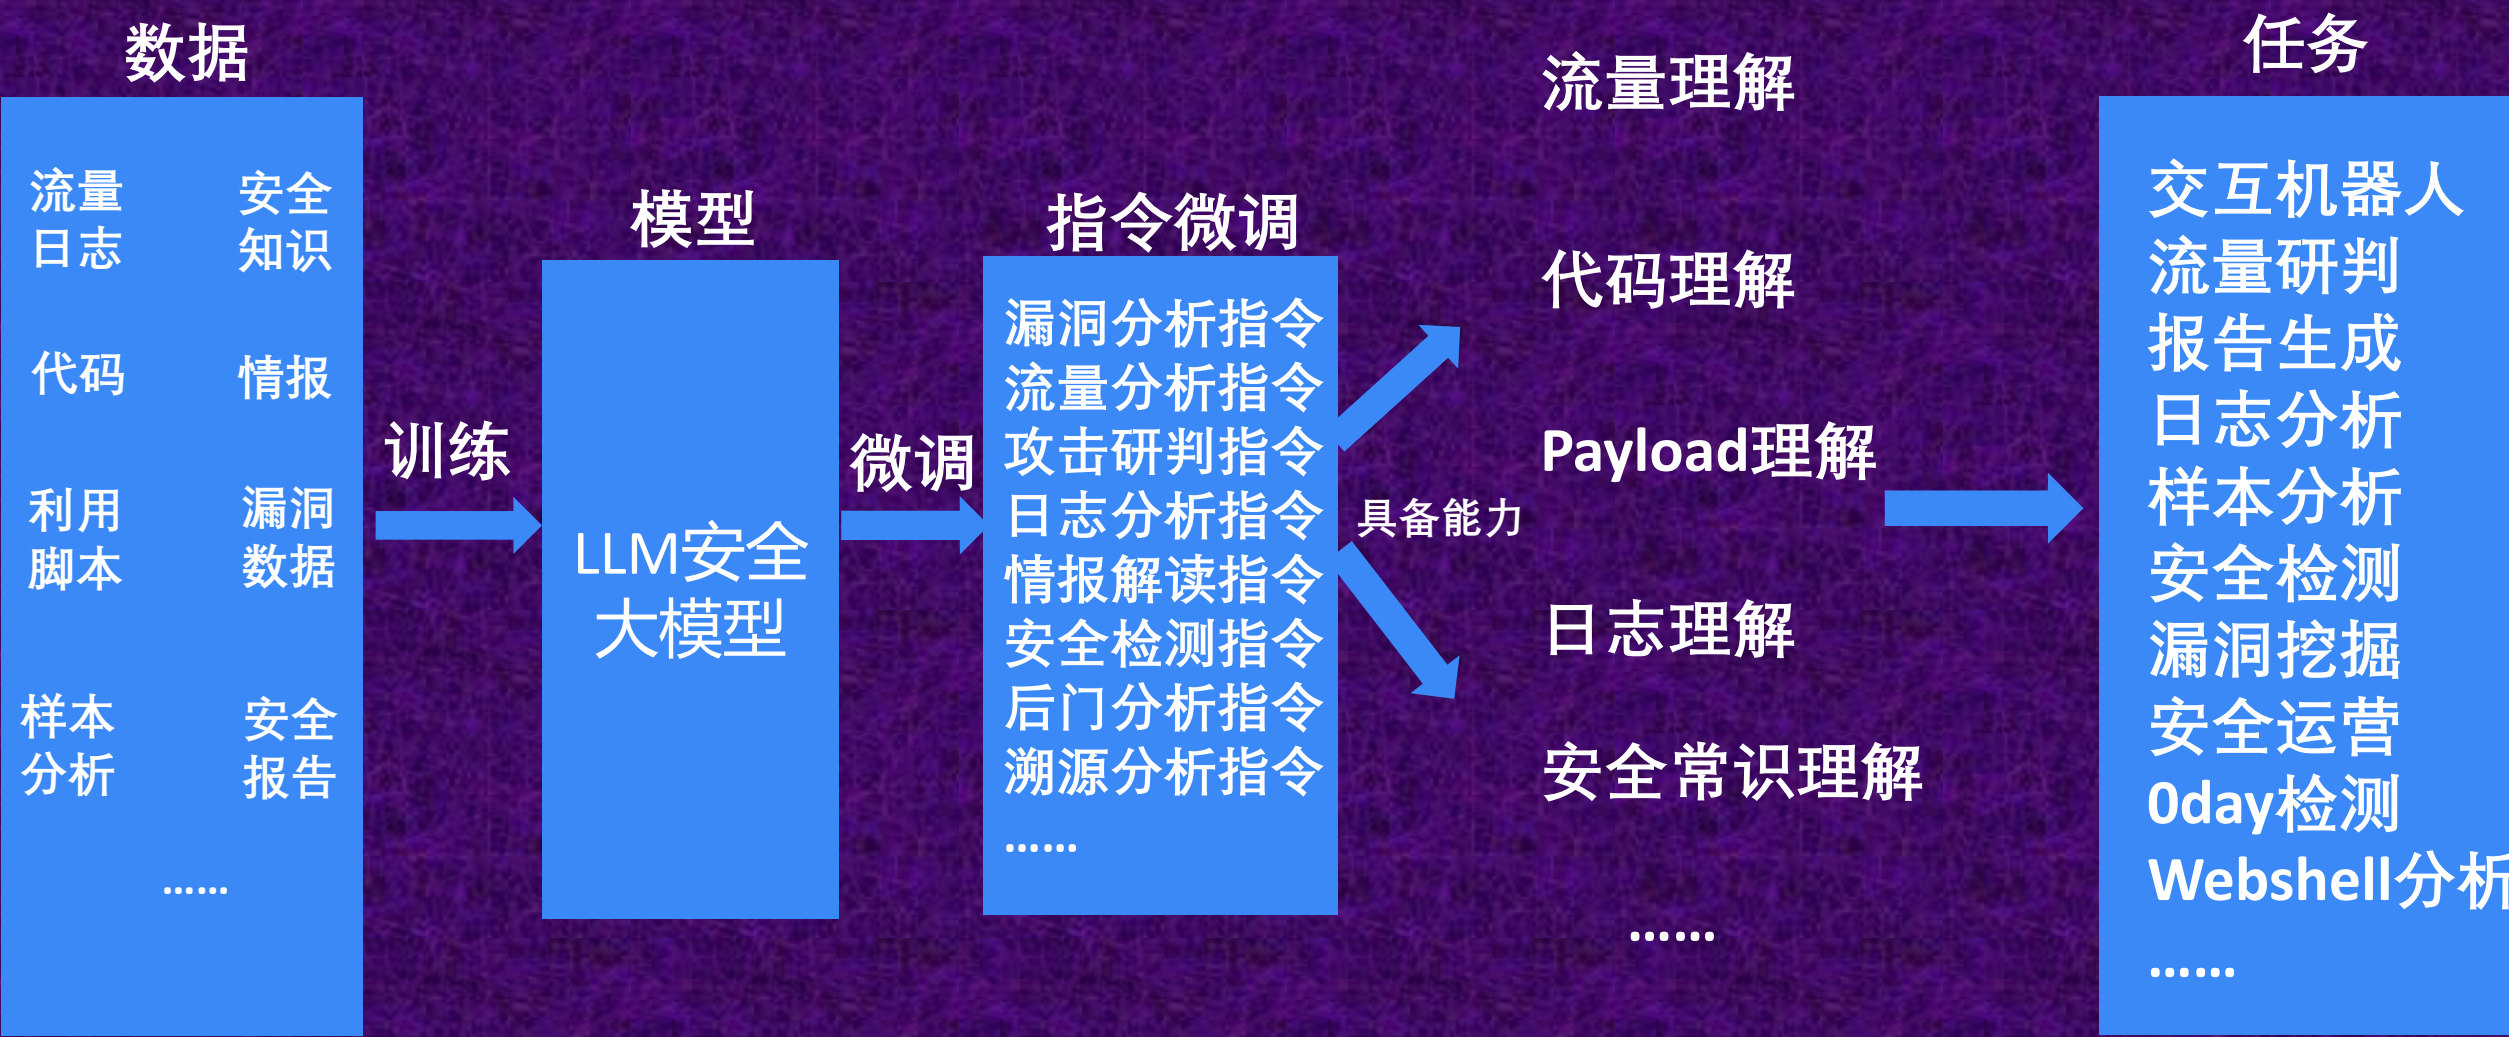 数据
流量
日志
安全
知识
代码
情报
利用
脚本
漏洞
数据
样本
分析
安全
报告
……
训练
模型
LLM安全
大模型
微调
指令微调
漏洞分析指令
流量分析指令
攻击研判指令
日志分析指令
情报解读指令
安全检测指令
后门分析指令
溯源分析指令
……
具备能力
流量理解
代码理解
Payload理解
日志理解
安全常识理解
……
任务
交互机器人
流量研判
报告生成
日志分析
样本分析
安全检测
漏洞挖掘
安全运营
0day检测
Webshell分析
……